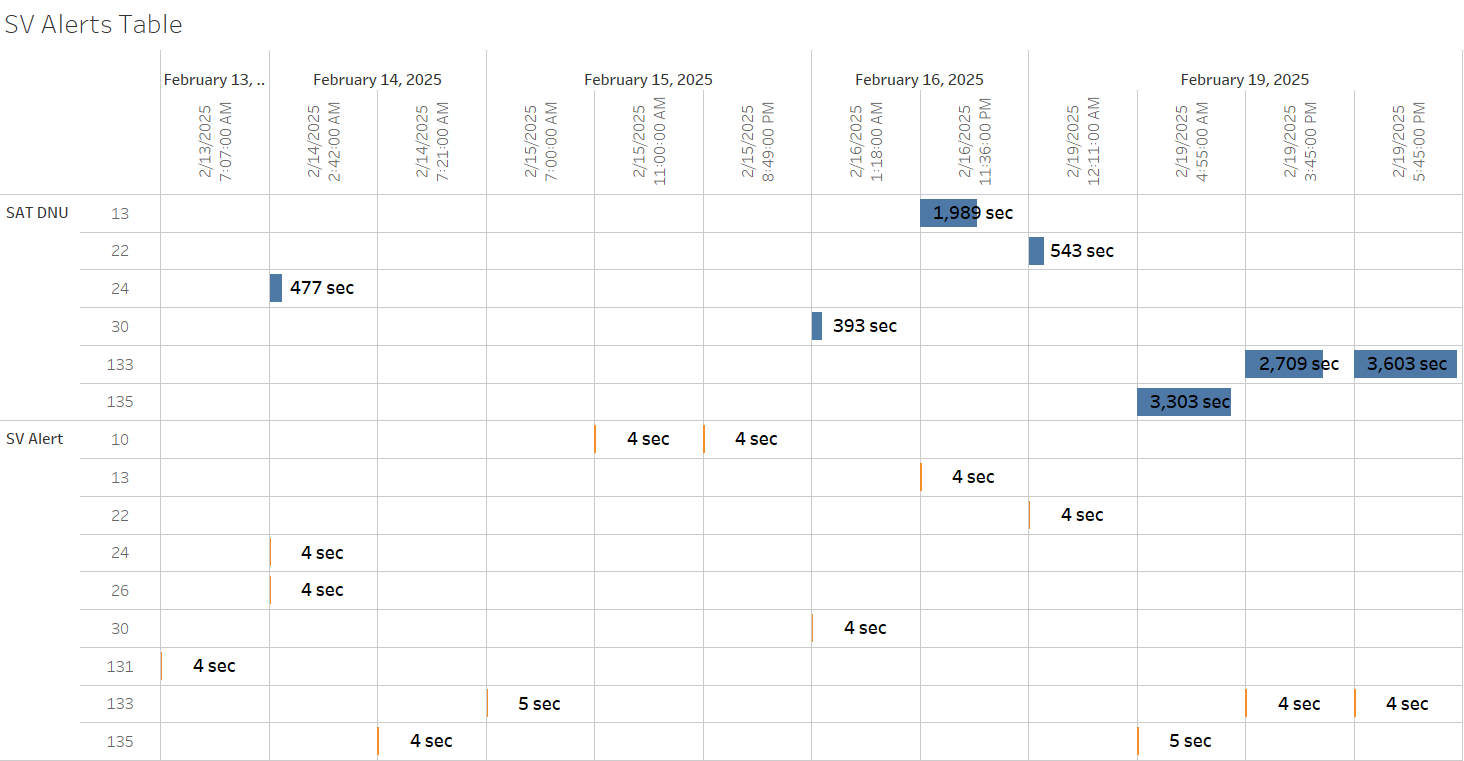 SV Alerts Table
February 13, ..
February 14, 2025
February 15, 2025
February 16, 2025
February 19, 2025
2/13/2025
7:07:00 AM
2/14/2025
2:42:00 AM
2/14/2025
7:21:00 AM
2/15/2025
7:00:00 AM
2/15/2025
11:00:00 AM
2/15/2025
8:49:00 PM
2/16/2025
1:18:00 AM
2/16/2025
11:36:00 PM
2/19/2025
12:11:00 AM
2/19/2025
4:55:00 AM
2/19/2025
3:45:00 PM
2/19/2025
5:45:00 PM
SAT DNU 13 1,989 sec
22 543 sec
24 477 sec
30 393 sec
133 2,709 sec 3,603 sec
135 3,303 sec
SV Alert 10 4 sec 4 sec
13 4 sec
22 4 sec
24 4 sec
26 4 sec
30 4 sec
131 4 sec
133 5 sec 4 sec 4 sec
135 4 sec 5 sec